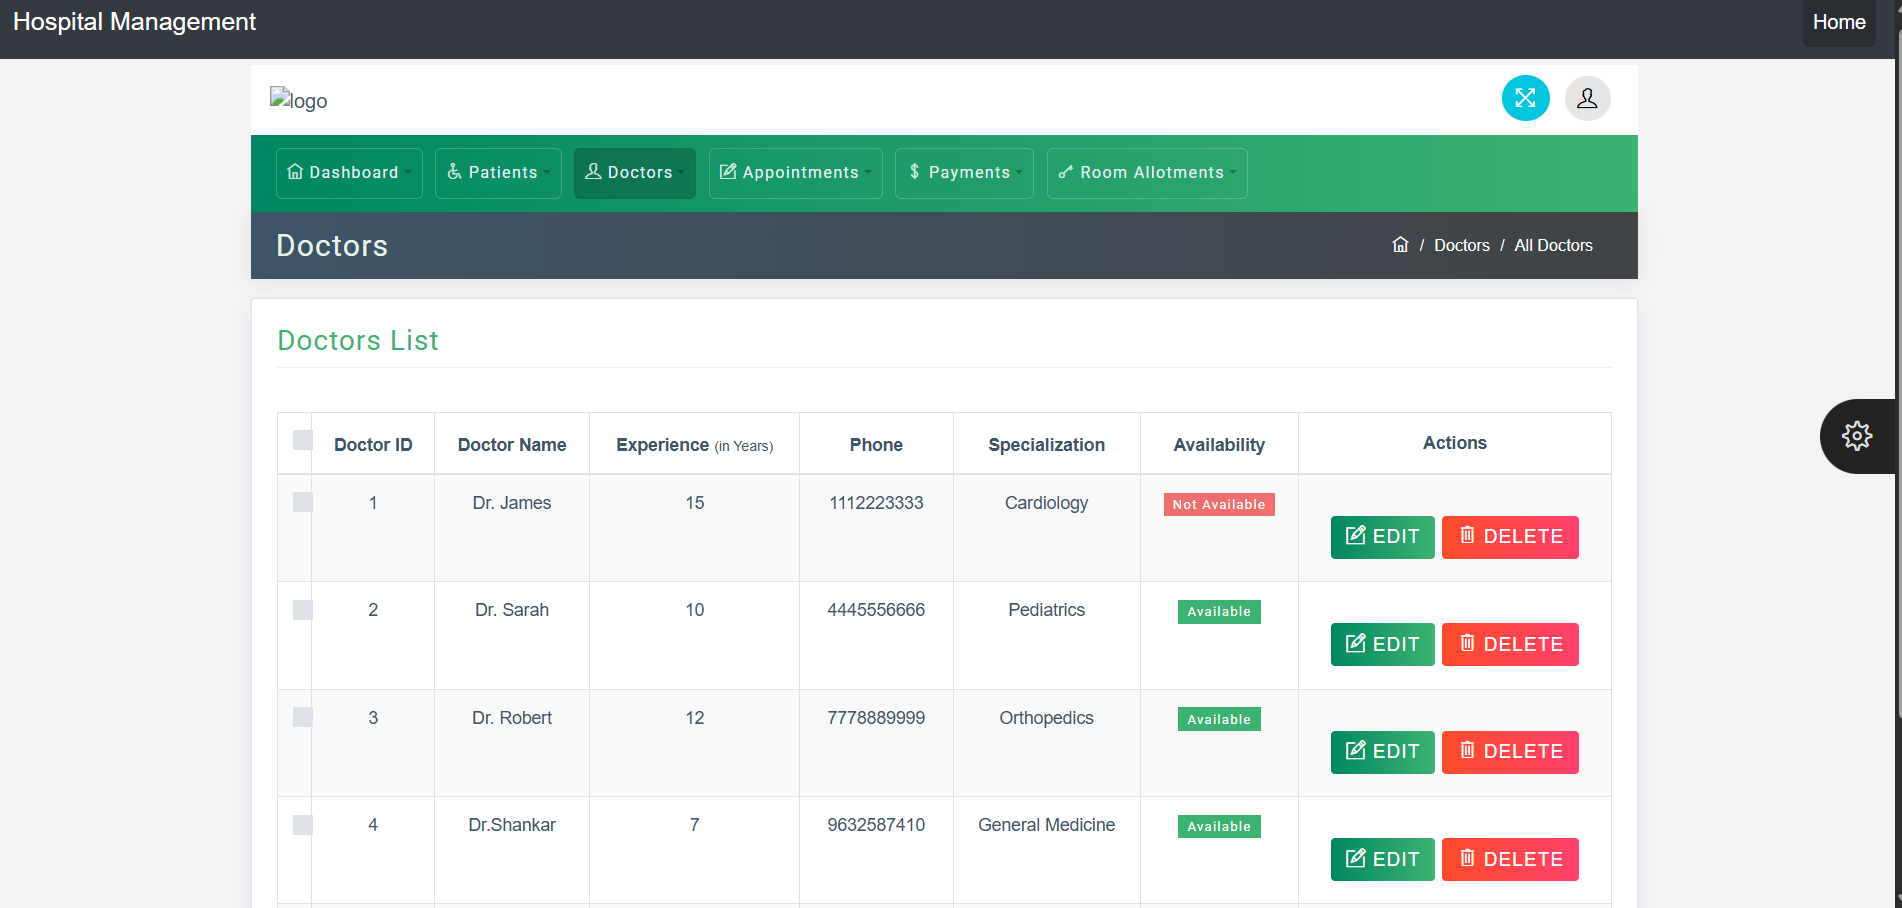 Hospital Management Home
logo
Dashboard Patients Doctors Appointments $ Payments Room Allotments
Doctors / Doctors / All Doctors
Doctors List
Doctor ID Doctor Name Experience (in Years) Phone Specialization Availability Actions
1 Dr. James 15 1112223333 Cardiology Not Available
EDIT DELETE
2 Dr. Sarah 10 4445556666 Pediatrics Available
EDIT DELETE
3 Dr. Robert 12 7778889999 Orthopedics Available
EDIT DELETE
4 Dr.Shankar 7 9632587410 General Medicine Available
EDIT DELETE